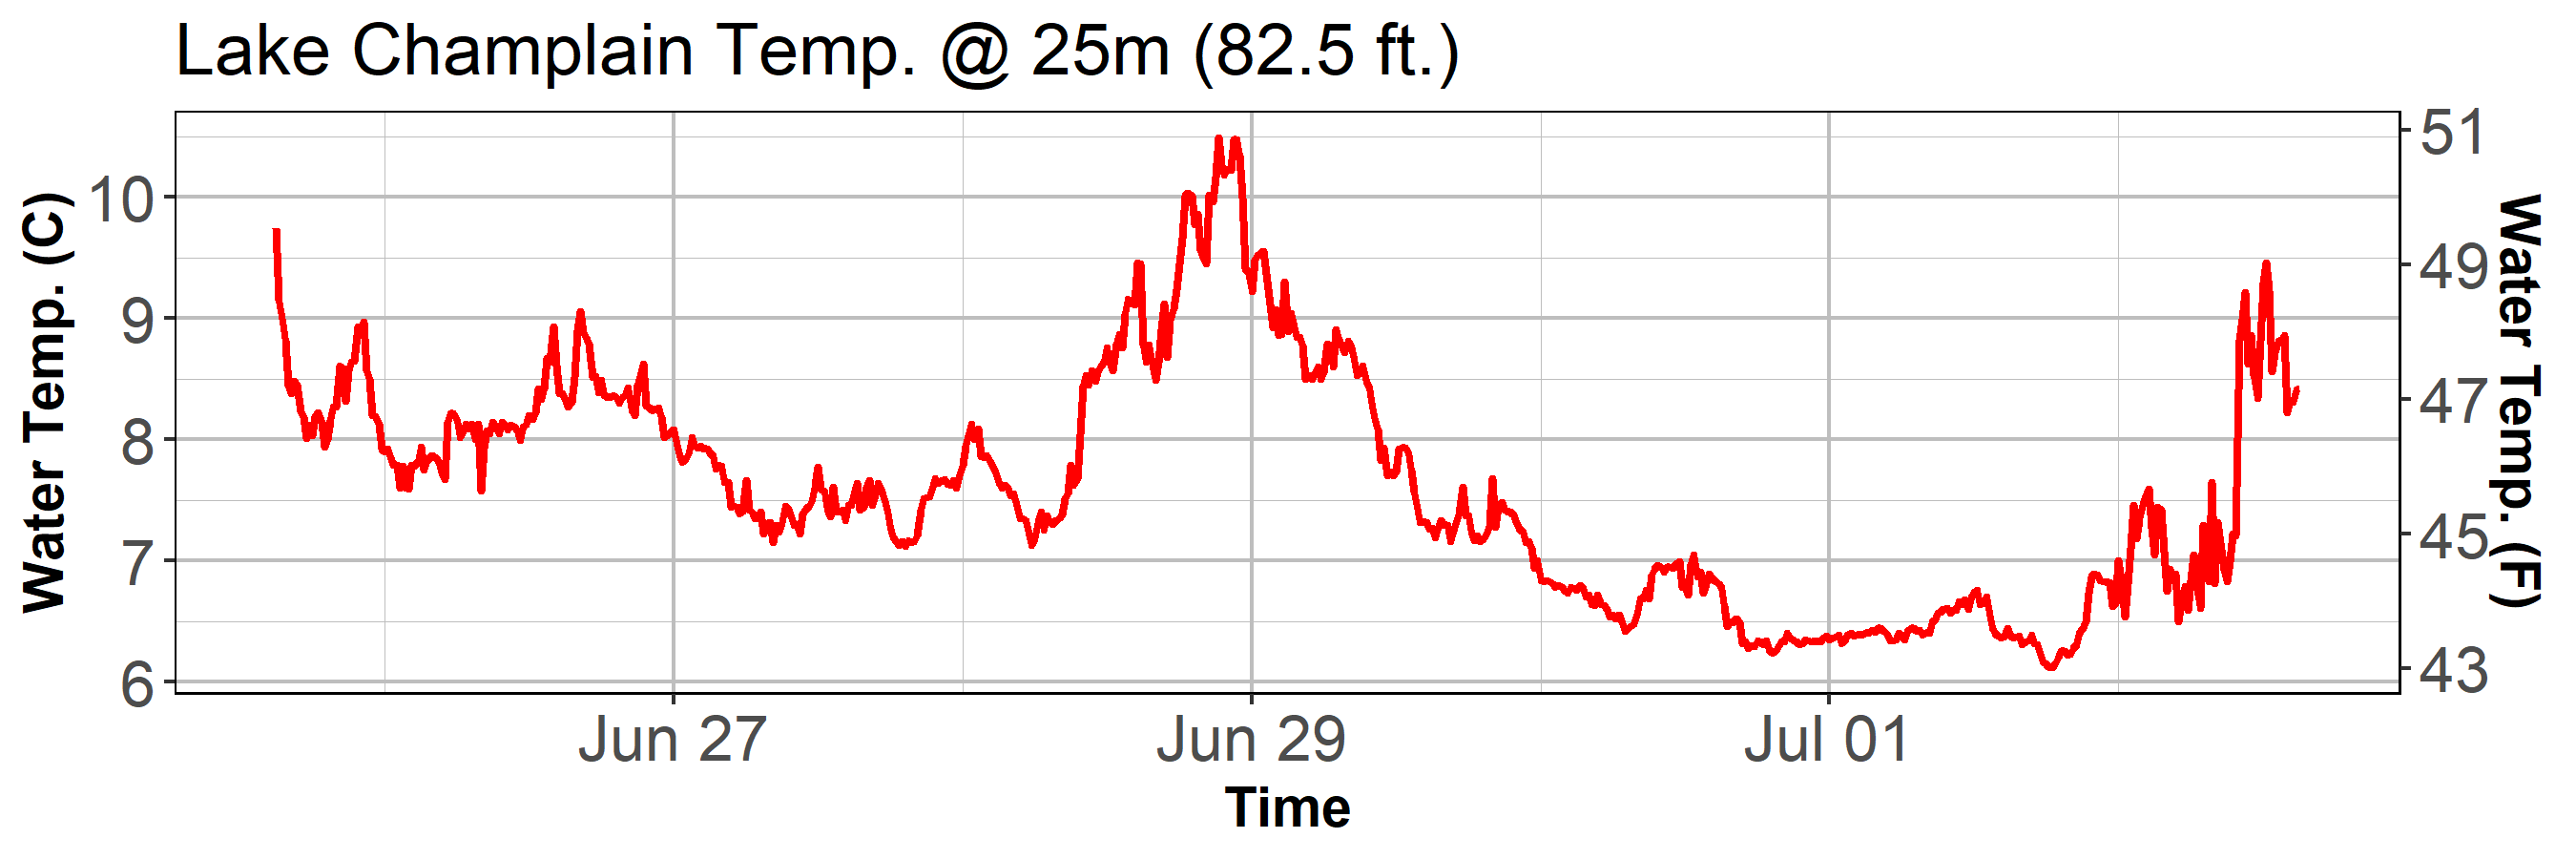 Lake Champlain Temp. @ 25m (82.5 ft.)
Water Temp. (C)
10
9
8
7
6
51
49
47
45
43
Water Temp. (F)
Jun 27
Jun 29
Jul 01
Time